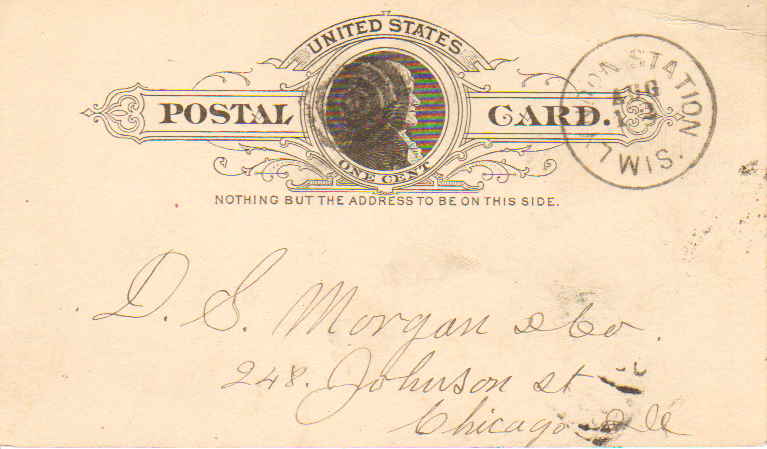 UNITED STATES
POSTAL CARD.
ONE CENT
NOTHING BUT THE ADDRESS TO BE ON THIS SIDE.
STATION
AUG
D. S. Morgan & Co.
248. Johnson st
Chicago Ill